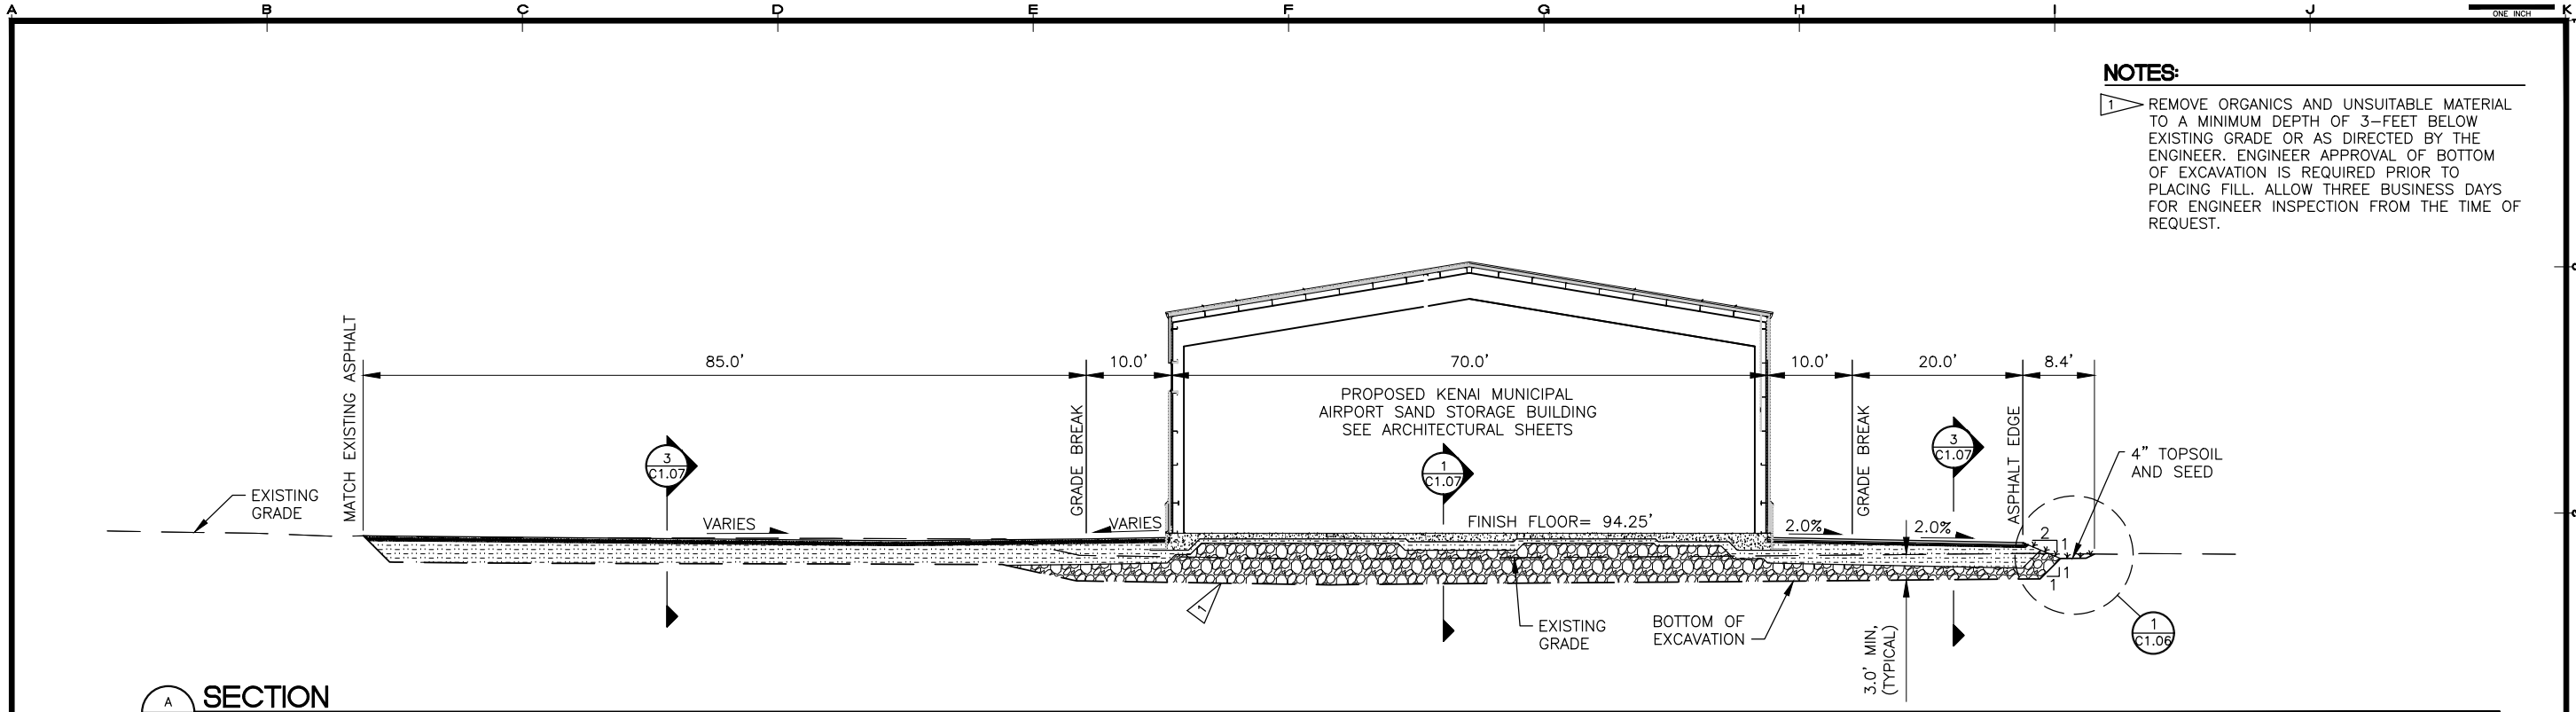 A B C D E F G H I J K
ONE INCH
NOTES:
1 REMOVE ORGANICS AND UNSUITABLE MATERIAL
TO A MINIMUM DEPTH OF 3-FEET BELOW
EXISTING GRADE OR AS DIRECTED BY THE
ENGINEER. ENGINEER APPROVAL OF BOTTOM
OF EXCAVATION IS REQUIRED PRIOR TO
PLACING FILL. ALLOW THREE BUSINESS DAYS
FOR ENGINEER INSPECTION FROM THE TIME OF
REQUEST.
MATCH EXISTING ASPHALT
85.0'
10.0'
70.0'
10.0'
20.0'
8.4'
PROPOSED KENAI MUNICIPAL
AIRPORT SAND STORAGE BUILDING
SEE ARCHITECTURAL SHEETS
GRADE BREAK
GRADE BREAK
ASPHALT EDGE
3
C1.07
1
C1.07
3
C1.07
4" TOPSOIL
AND SEED
EXISTING
GRADE
VARIES
VARIES
FINISH FLOOR= 94.25'
2.0%
2.0%
2
1
1
1
1
EXISTING
GRADE
BOTTOM OF
EXCAVATION
3.0' MIN,
(TYPICAL)
1
C1.06
A
SECTION